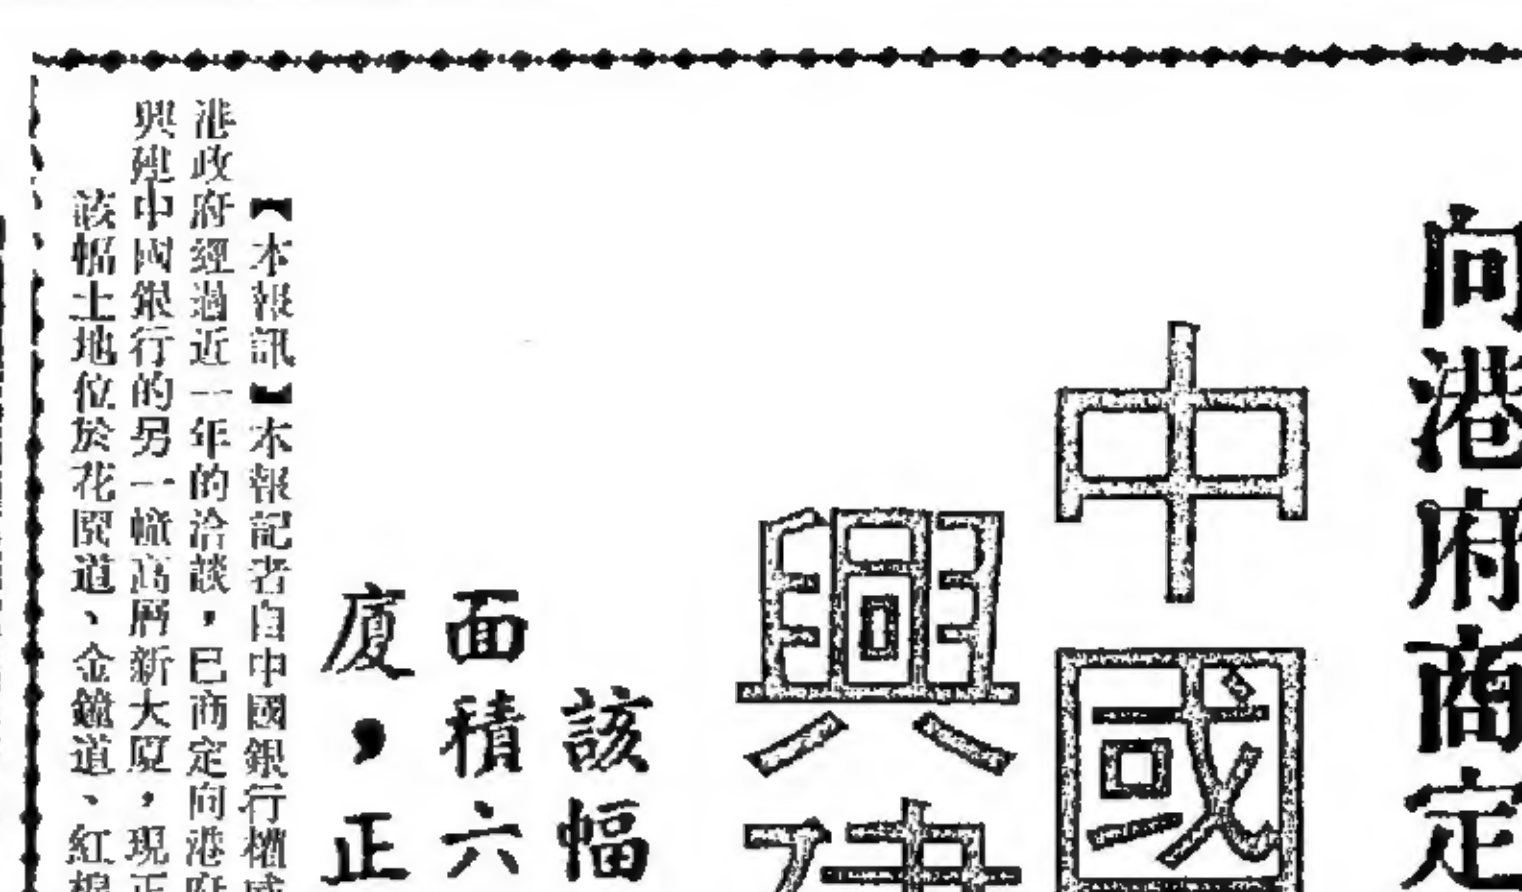 向港府商定
中國
興建
該幅
面積六
廈，正
【本報訊】本報記者自中國銀行權威
港政府經過近一年的洽談，已商定向港府
興建中國銀行的另一幢高層新大厦，現正
該幅土地位於花園道、金鐘道、紅棉